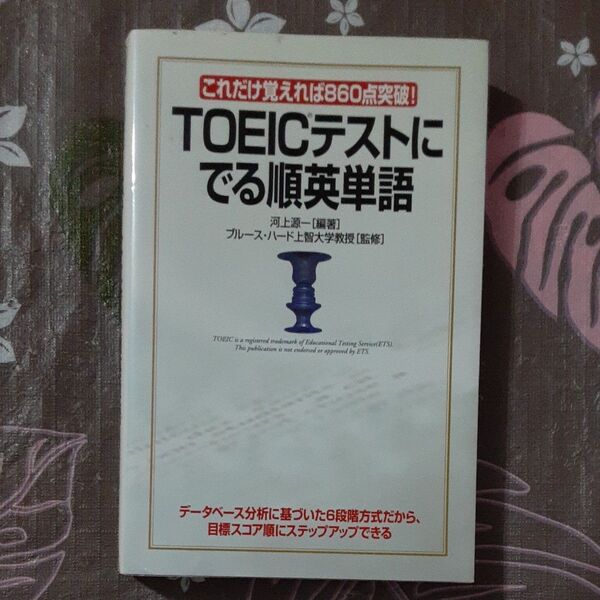 これだけ覚えれば860点突破!
TOEIC®テストに
でる順英単語
河上源一[編著]
ブルース・ハード上智大学教授[監修]
TOEIC is a registered trademark of Educational Testing Service(ETS).
This publication is not endorsed or approved by ETS.
データベース分析に基づいた6段階方式だから、
目標スコア順にステップアップできる